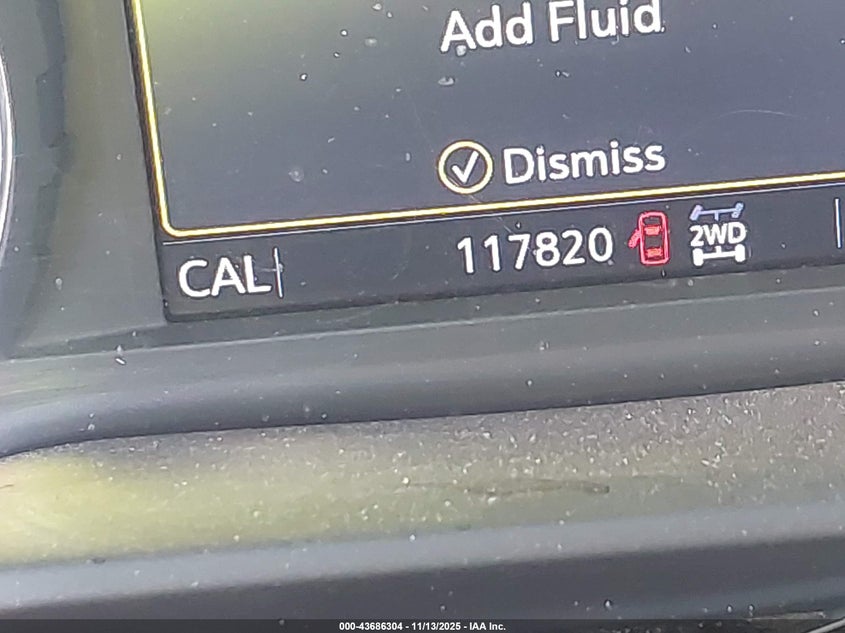 Add Fluid
Dismiss
CAL 117820 2WD
000-43686304 - 11/13/2025 - IAA Inc.